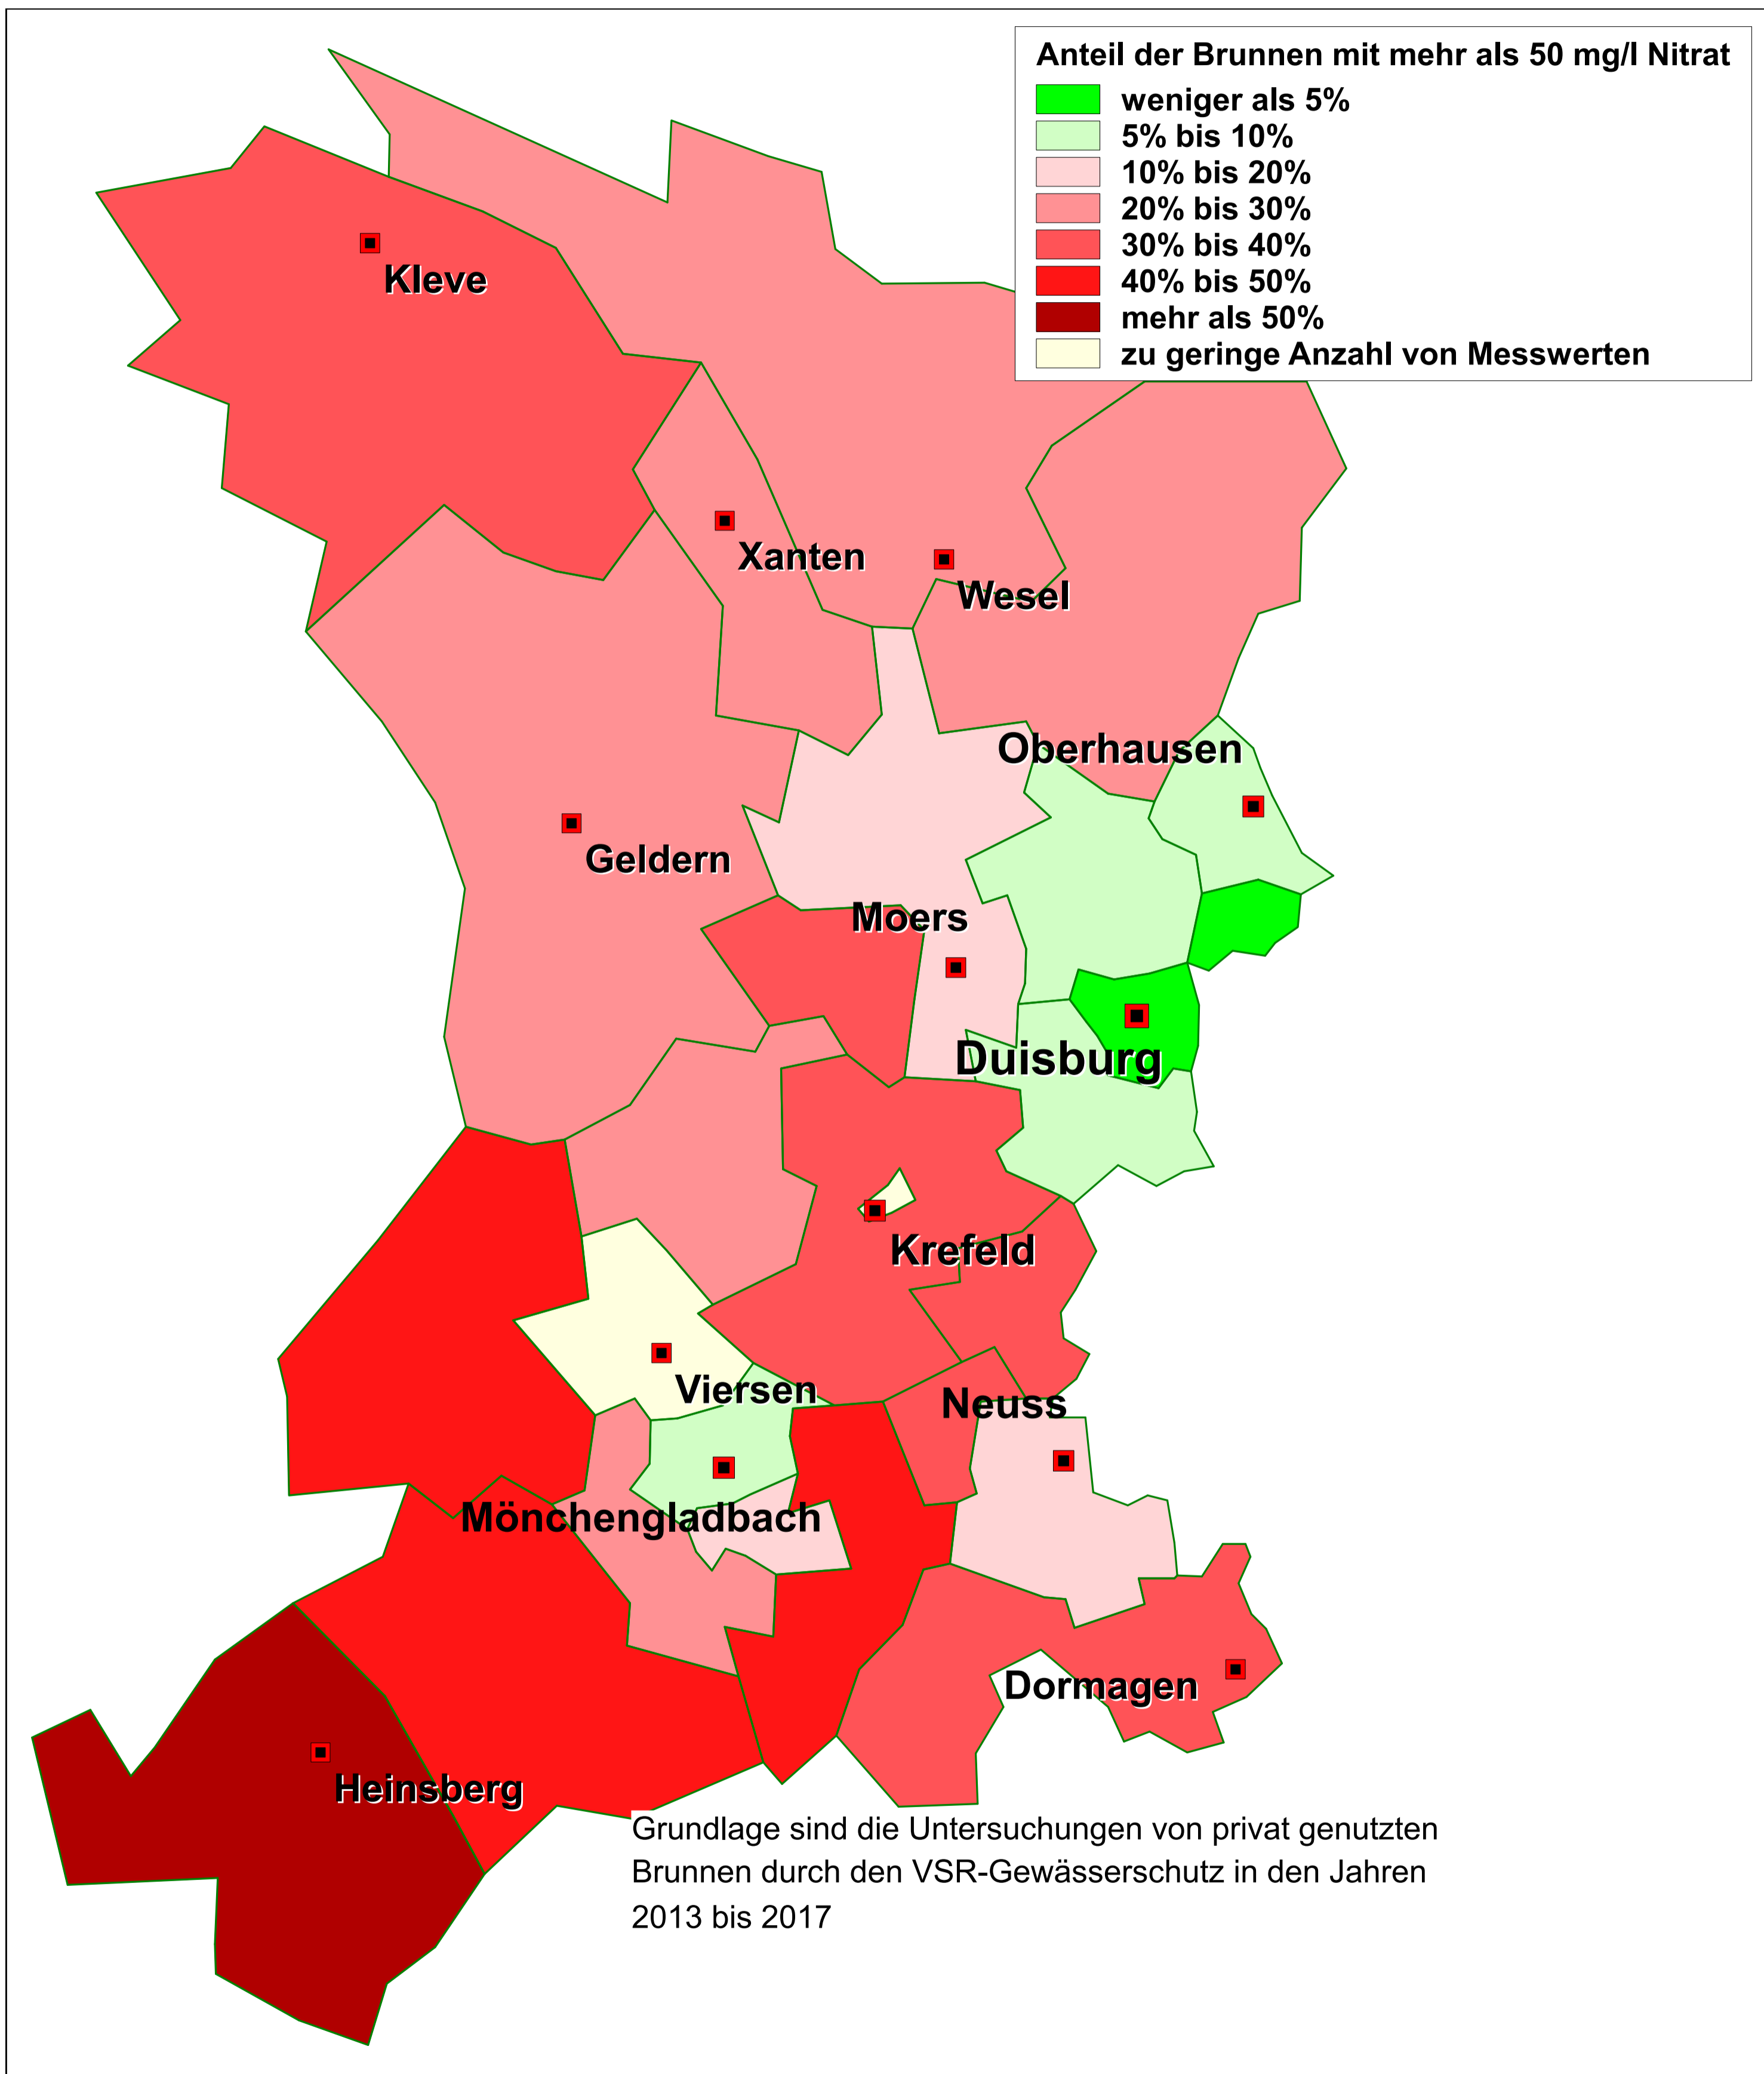 Anteil der Brunnen mit mehr als 50 mg/l Nitrat
weniger als 5%
5% bis 10%
10% bis 20%
20% bis 30%
30% bis 40%
40% bis 50%
mehr als 50%
zu geringe Anzahl von Messwerten
Kleve
Xanten
Wesel
Oberhausen
Geldern
Moers
Duisburg
Krefeld
Viersen
Neuss
Mönchengladbach
Dormagen
Heinsberg
Grundlage sind die Untersuchungen von privat genutzten
Brunnen durch den VSR-Gewässerschutz in den Jahren
2013 bis 2017